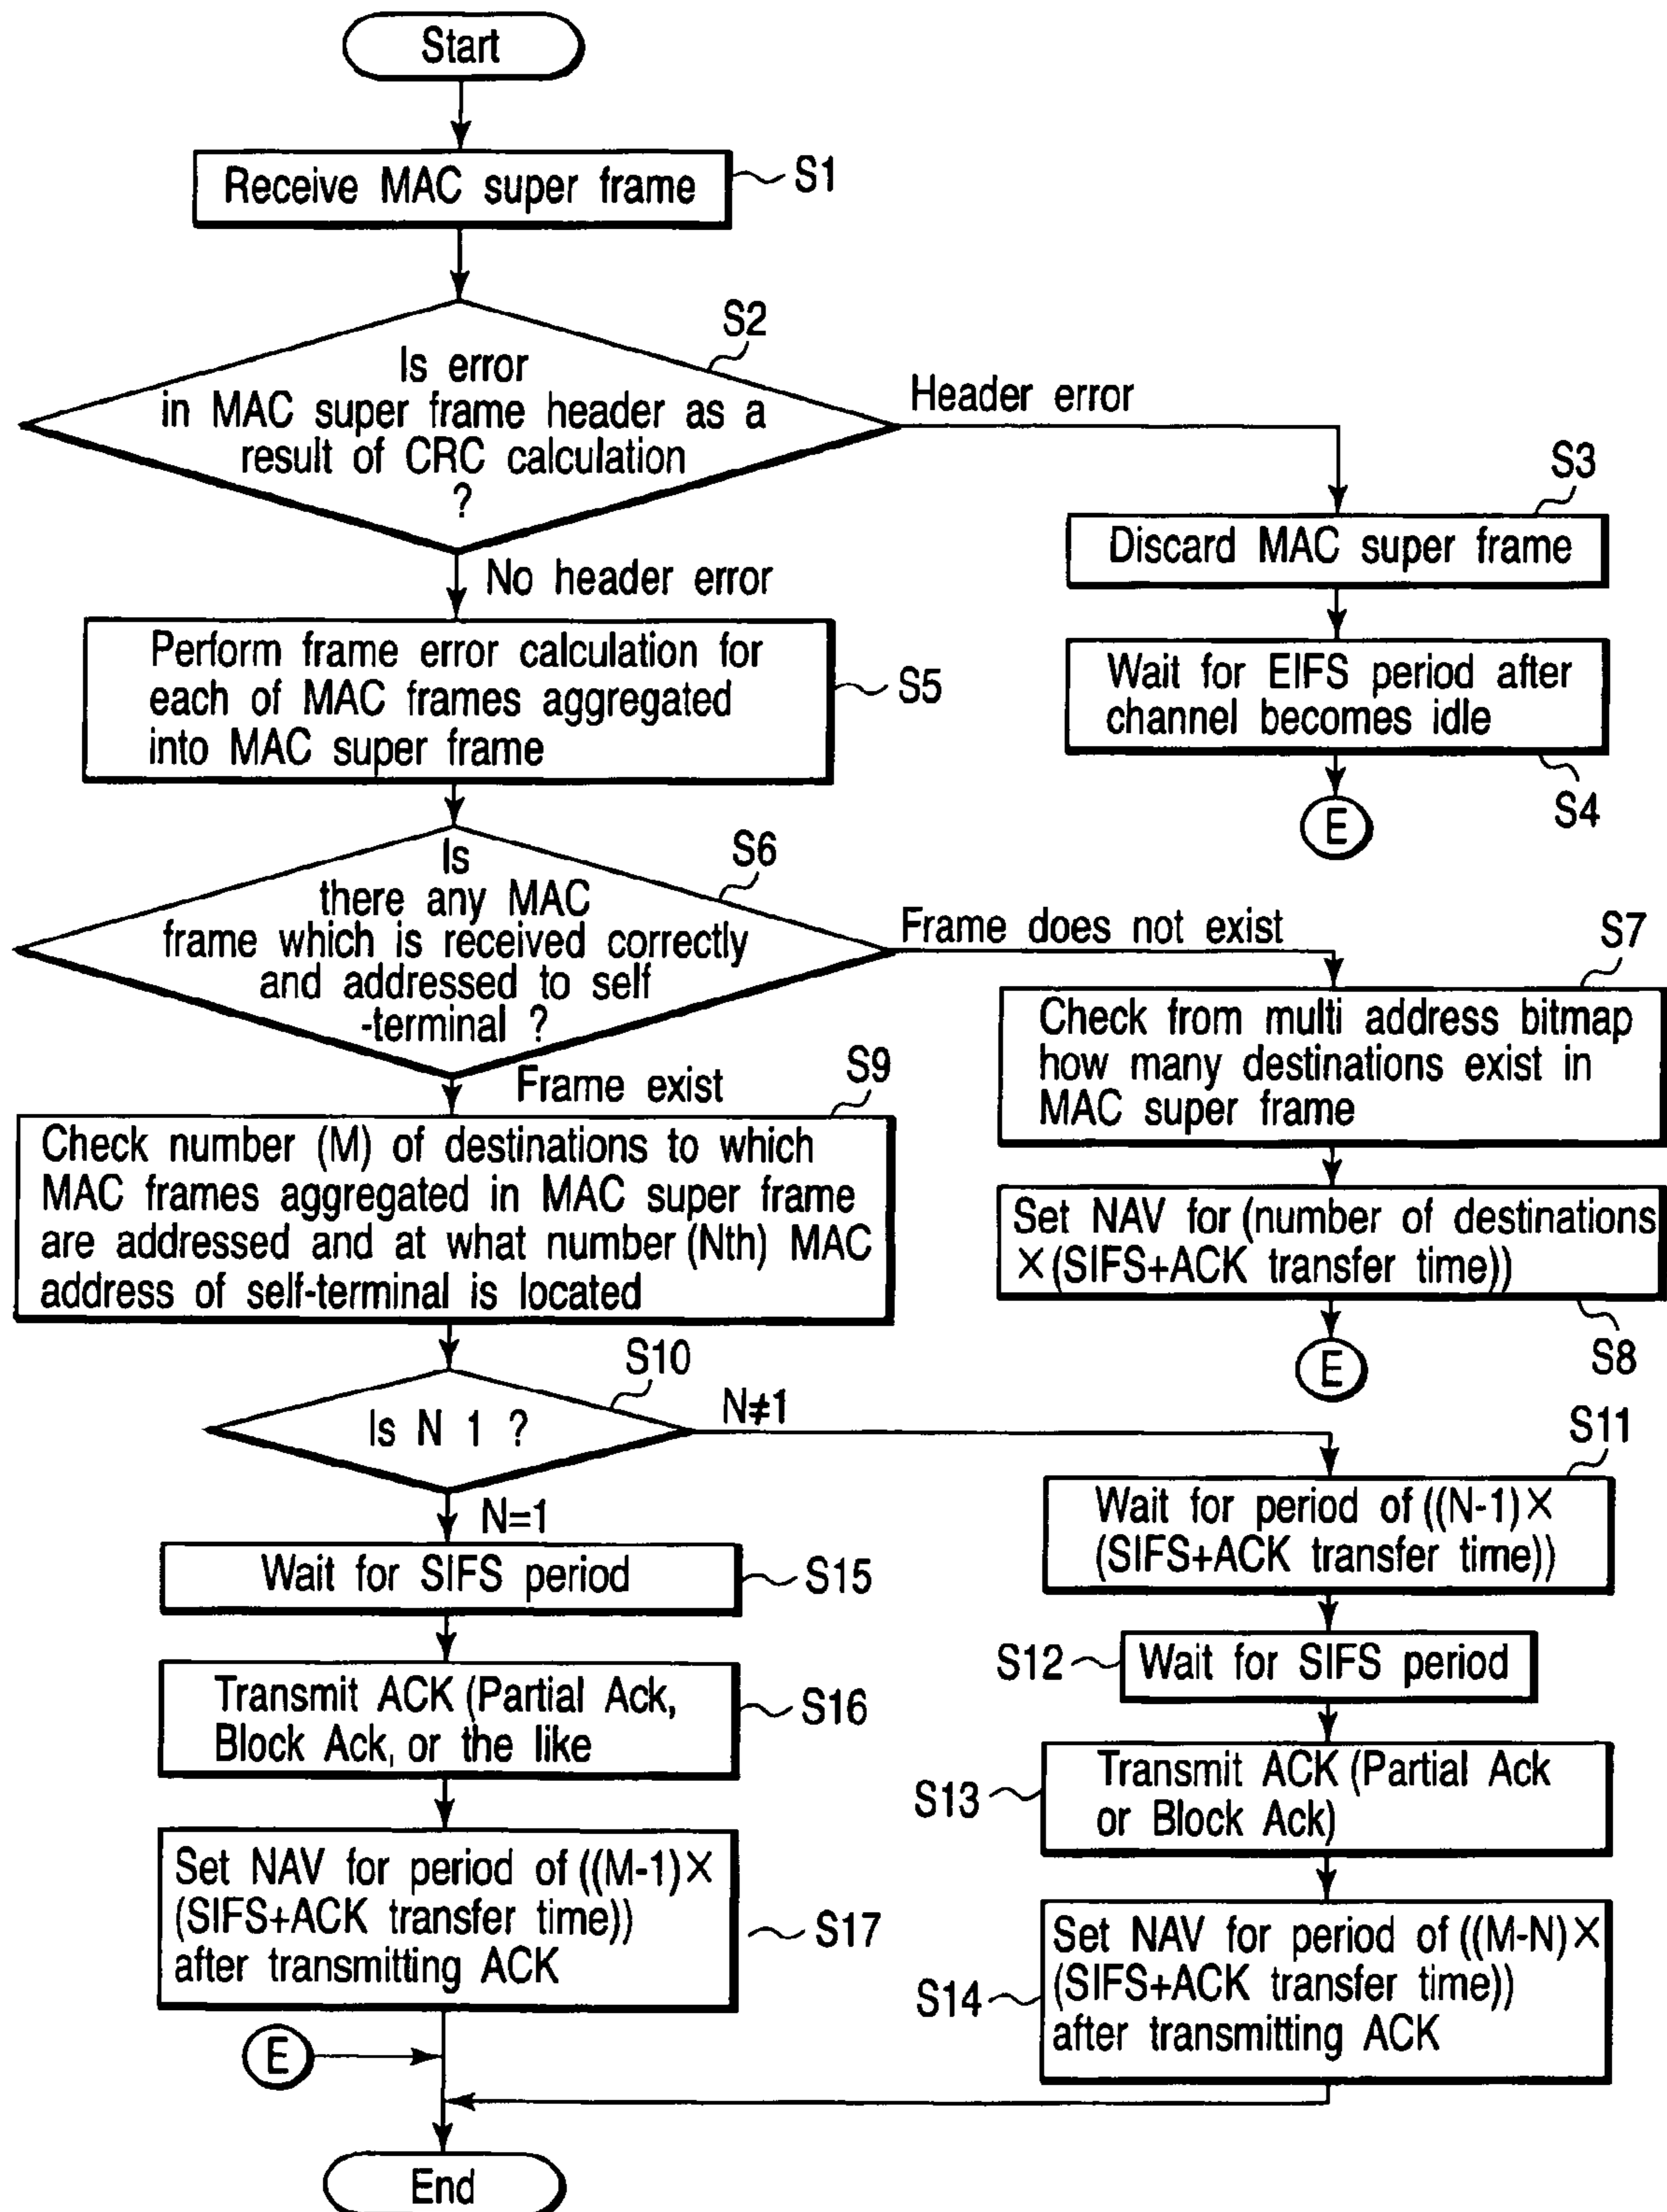 Start
Receive MAC super frame
S1
S2
Is error
in MAC super frame header as a
result of CRC calculation
?
Header error
S3
Discard MAC super frame
No header error
Wait for EIFS period after
channel becomes idle
S4
E
Perform frame error calculation for
each of MAC frames aggregated
into MAC super frame
S5
S6
Is
there any MAC
frame which is received correctly
and addressed to self
-terminal ?
Frame does not exist
S7
Check from multi address bitmap
how many destinations exist in
MAC super frame
Set NAV for (number of destinations
×(SIFS+ACK transfer time))
S8
E
Frame exist
S9
Check number (M) of destinations to which
MAC frames aggregated in MAC super frame
are addressed and at what number (Nth) MAC
address of self-terminal is located
S10
Is N 1 ?
N≠1
S11
Wait for period of ((N-1)×
(SIFS+ACK transfer time))
S12
Wait for SIFS period
S13
Transmit ACK (Partial Ack
or Block Ack)
S14
Set NAV for period of ((M-N)×
(SIFS+ACK transfer time))
after transmitting ACK
N=1
Wait for SIFS period
S15
Transmit ACK (Partial Ack,
Block Ack, or the like
S16
Set NAV for period of ((M-1)×
(SIFS+ACK transfer time))
after transmitting ACK
S17
E
End